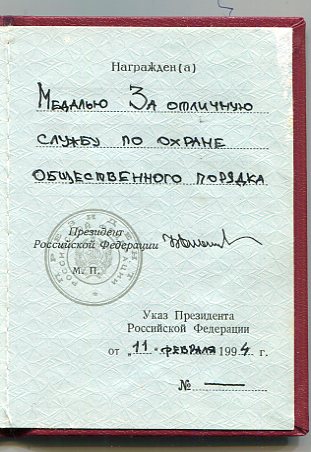 Награжден(а)
Медалью За отличную
службу по охране
общественного порядка
Президент
Российской Федерации
М. П.
Указ Президента
Российской Федерации
от „11“ февраля 1994 г.
№ —